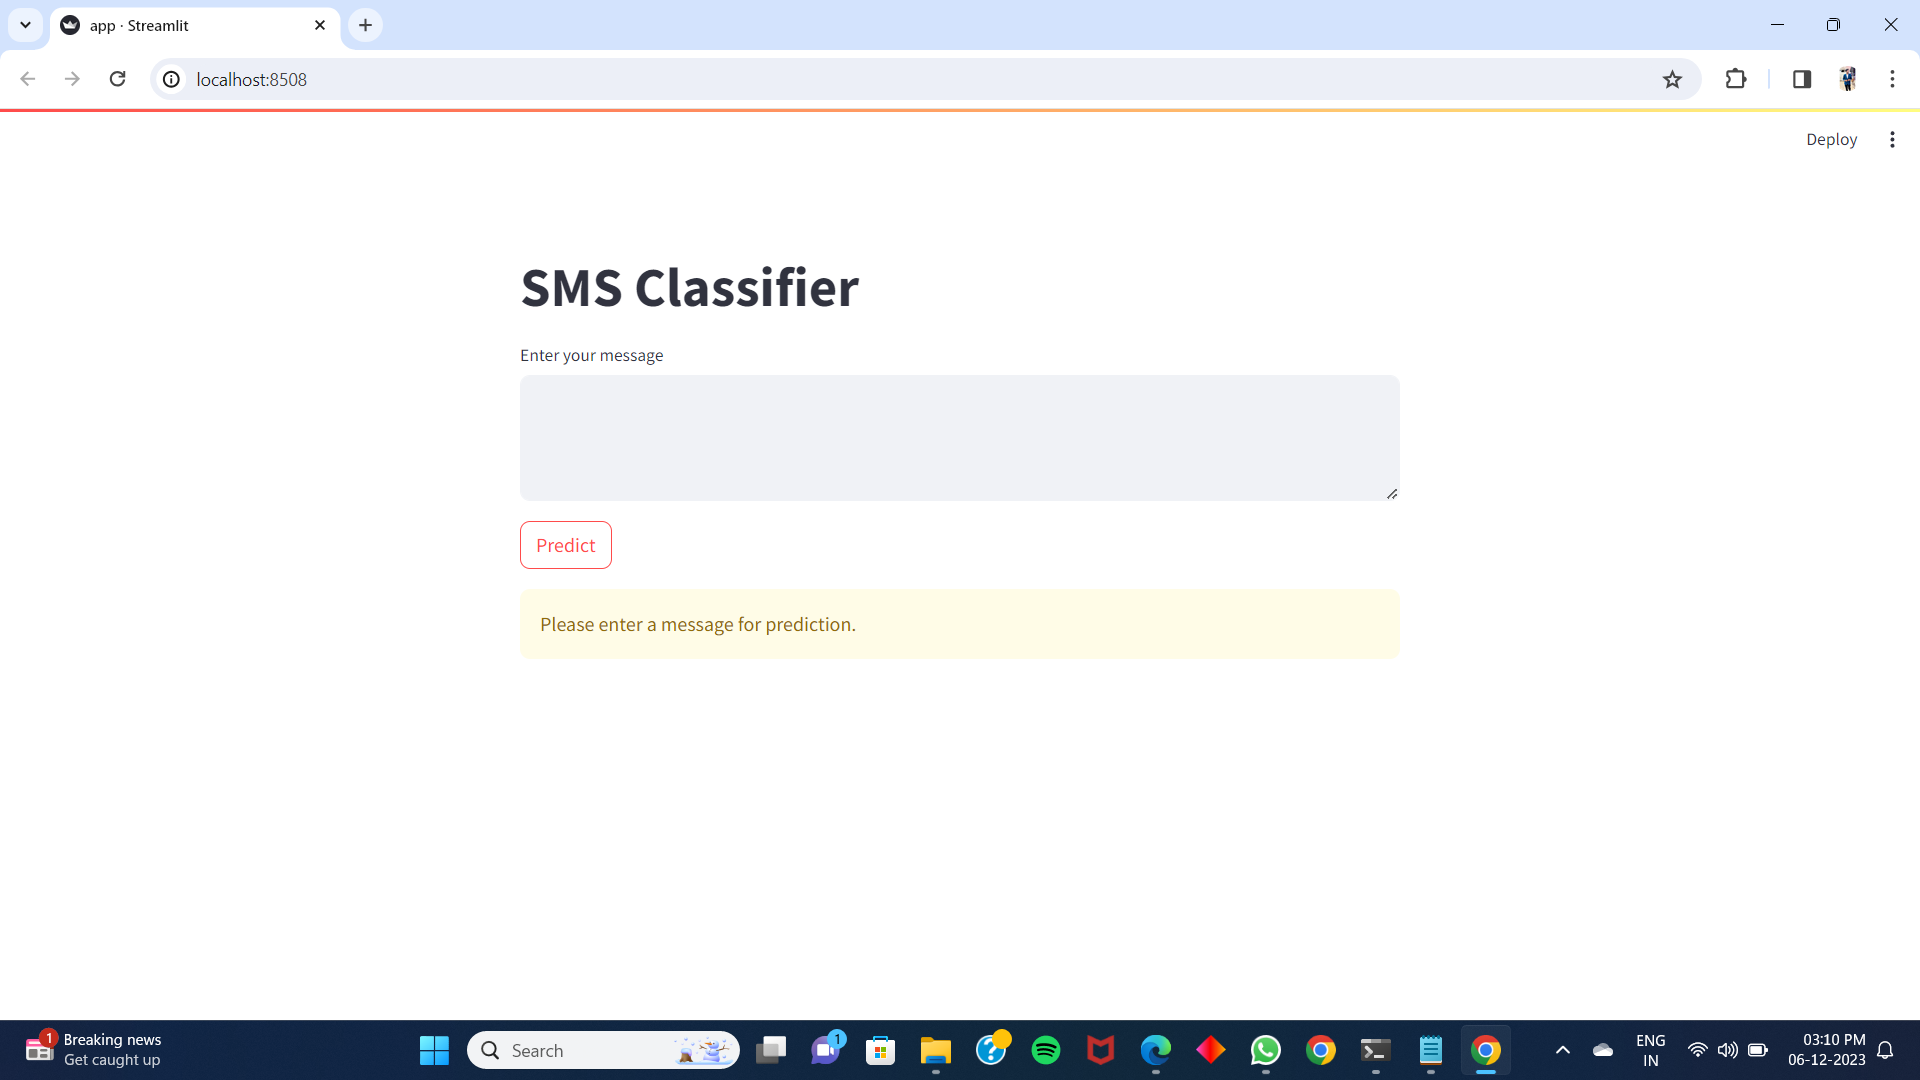 app · Streamlit
localhost:8508
Deploy
SMS Classifier
Enter your message
Predict
Please enter a message for prediction.
1
Breaking news
Get caught up
Search
1
ENG
IN
03:10 PM
06-12-2023